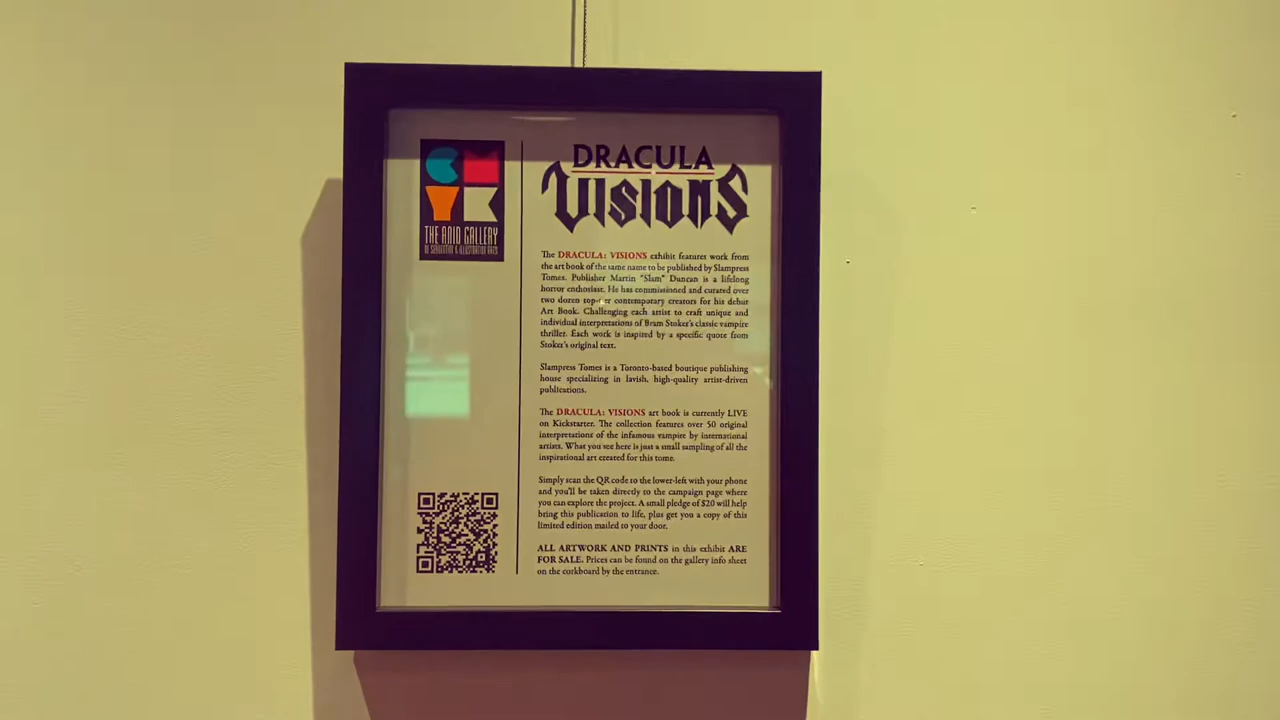 CMYK
THE RAID GALLERY
OF SEQUENTIAL & ILLUSTRATION ARTS
DRACULA
VISIONS
The DRACULA: VISIONS exhibit features work from
the art book of the same name to be published by Slampress
Tomes. Publisher Martin "Slam" Duncan is a lifelong
horror enthusiast. He has commissioned and curated over
two dozen top-tier contemporary creators for his debut
Art Book. Challenging each artist to craft unique and
individual interpretations of Bram Stoker's classic vampire
thriller. Each work is inspired by a specific quote from
Stoker's original text.
Slampress Tomes is a Toronto-based boutique publishing
house specializing in lavish, high-quality artist-driven
publications.
The DRACULA: VISIONS art book is currently LIVE
on Kickstarter. The collection features over 50 original
interpretations of the infamous vampire by international
artists. What you see here is just a small sampling of all the
inspirational art created for this tome.
Simply scan the QR code to the lower-left with your phone
and you'll be taken directly to the campaign page where
you can explore the project. A small pledge of $20 will help
bring this publication to life, plus get you a copy of this
limited edition mailed to your door.
ALL ARTWORK AND PRINTS in this exhibit ARE
FOR SALE. Prices can be found on the gallery info sheet
on the corkboard by the entrance.